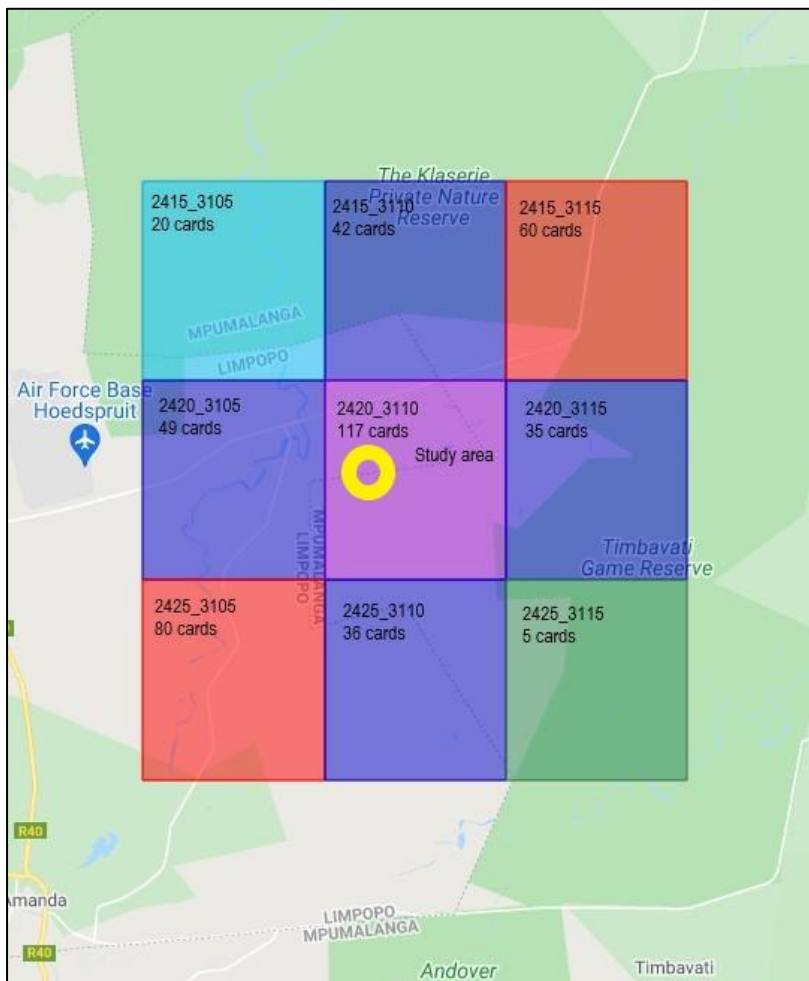 The Klaserie
Private Nature
Reserve
2415_3105
20 cards
2415_3110
42 cards
2415_3115
60 cards
MPUMALANGA
LIMPOPO
Air Force Base
Hoedspruit
2420_3105
49 cards
2420_3110
117 cards
Study area
2420_3115
35 cards
MPUMALANGA
LIMPOPO
Timbavati
Game Reserve
2425_3105
80 cards
2425_3110
36 cards
2425_3115
5 cards
R40
Amanda
R40
LIMPOPO
MPUMALANGA
Andover
Timbavati